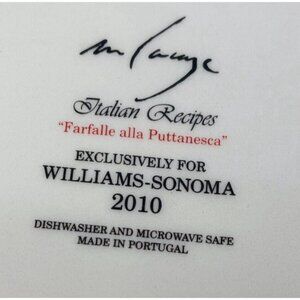 Italian Recipes
"Farfalle alla Puttanesca"
EXCLUSIVELY FOR
WILLIAMS-SONOMA
2010
DISHWASHER AND MICROWAVE SAFE
MADE IN PORTUGAL